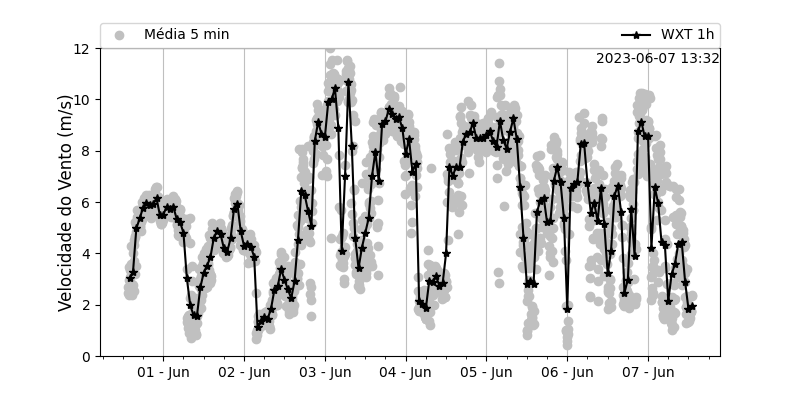 Média 5 min
WXT 1h
2023-06-07 13:32
Velocidade do Vento (m/s)
12
10
8
6
4
2
0
01 - Jun 02 - Jun 03 - Jun 04 - Jun 05 - Jun 06 - Jun 07 - Jun